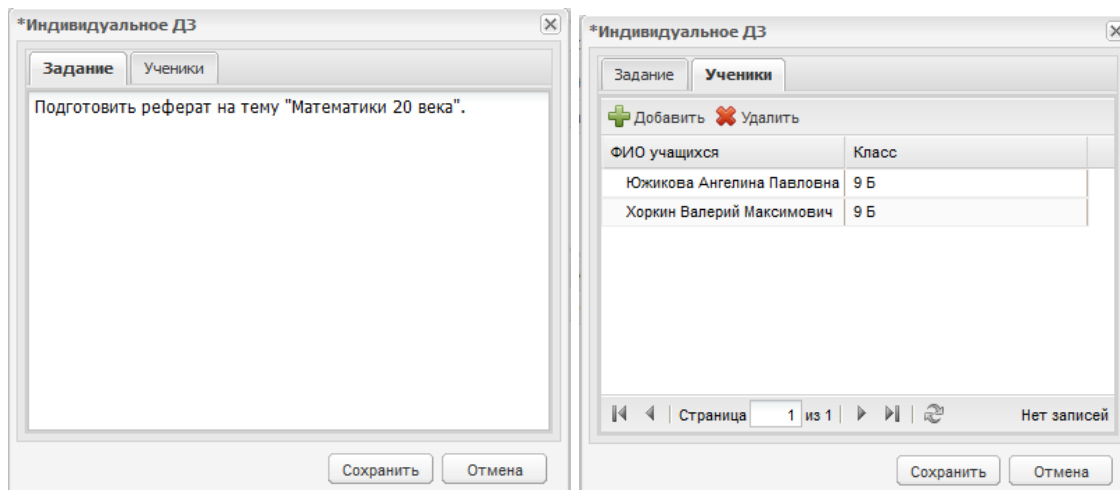 *Индивидуальное ДЗ
Задание Ученики
Подготовить реферат на тему "Математики 20 века".
Сохранить Отмена
*Индивидуальное ДЗ
Задание Ученики
Добавить Удалить
ФИО учащихся Класс
Южикова Ангелина Павловна 9 Б
Хоркин Валерий Максимович 9 Б
Страница 1 из 1 Нет записей
Сохранить Отмена